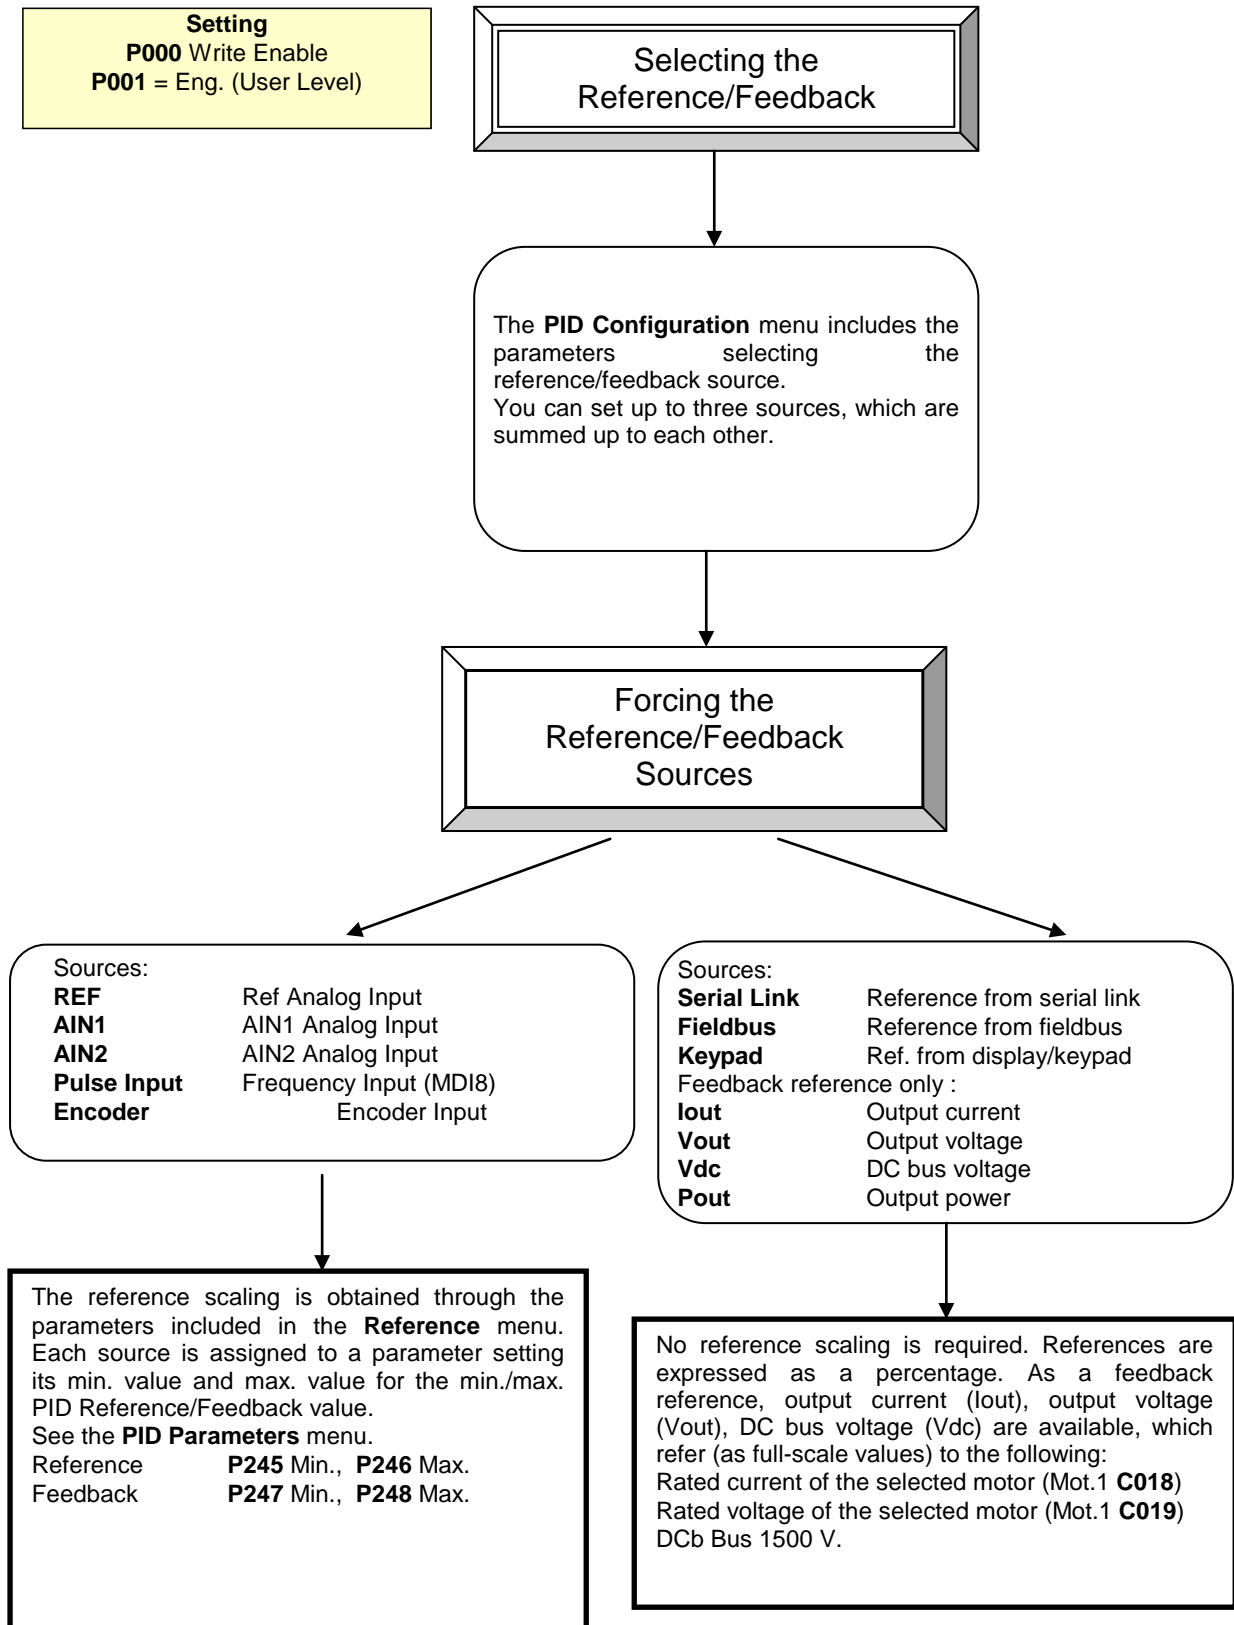 Setting
P000 Write Enable
P001 = Eng. (User Level)
Selecting the
Reference/Feedback
The PID Configuration menu includes the
parameters selecting the
reference/feedback source.
You can set up to three sources, which are
summed up to each other.
Forcing the
Reference/Feedback
Sources
Sources:
REF Ref Analog Input
AIN1 AIN1 Analog Input
AIN2 AIN2 Analog Input
Pulse Input Frequency Input (MDI8)
Encoder Encoder Input
Sources:
Serial Link Reference from serial link
Fieldbus Reference from fieldbus
Keypad Ref. from display/keypad
Feedback reference only :
Iout Output current
Vout Output voltage
Vdc DC bus voltage
Pout Output power
The reference scaling is obtained through the
parameters included in the Reference menu.
Each source is assigned to a parameter setting
its min. value and max. value for the min./max.
PID Reference/Feedback value.
See the PID Parameters menu.
Reference P245 Min., P246 Max.
Feedback P247 Min., P248 Max.
No reference scaling is required. References are
expressed as a percentage. As a feedback
reference, output current (Iout), output voltage
(Vout), DC bus voltage (Vdc) are available, which
refer (as full-scale values) to the following:
Rated current of the selected motor (Mot.1 C018)
Rated voltage of the selected motor (Mot.1 C019)
DCb Bus 1500 V.